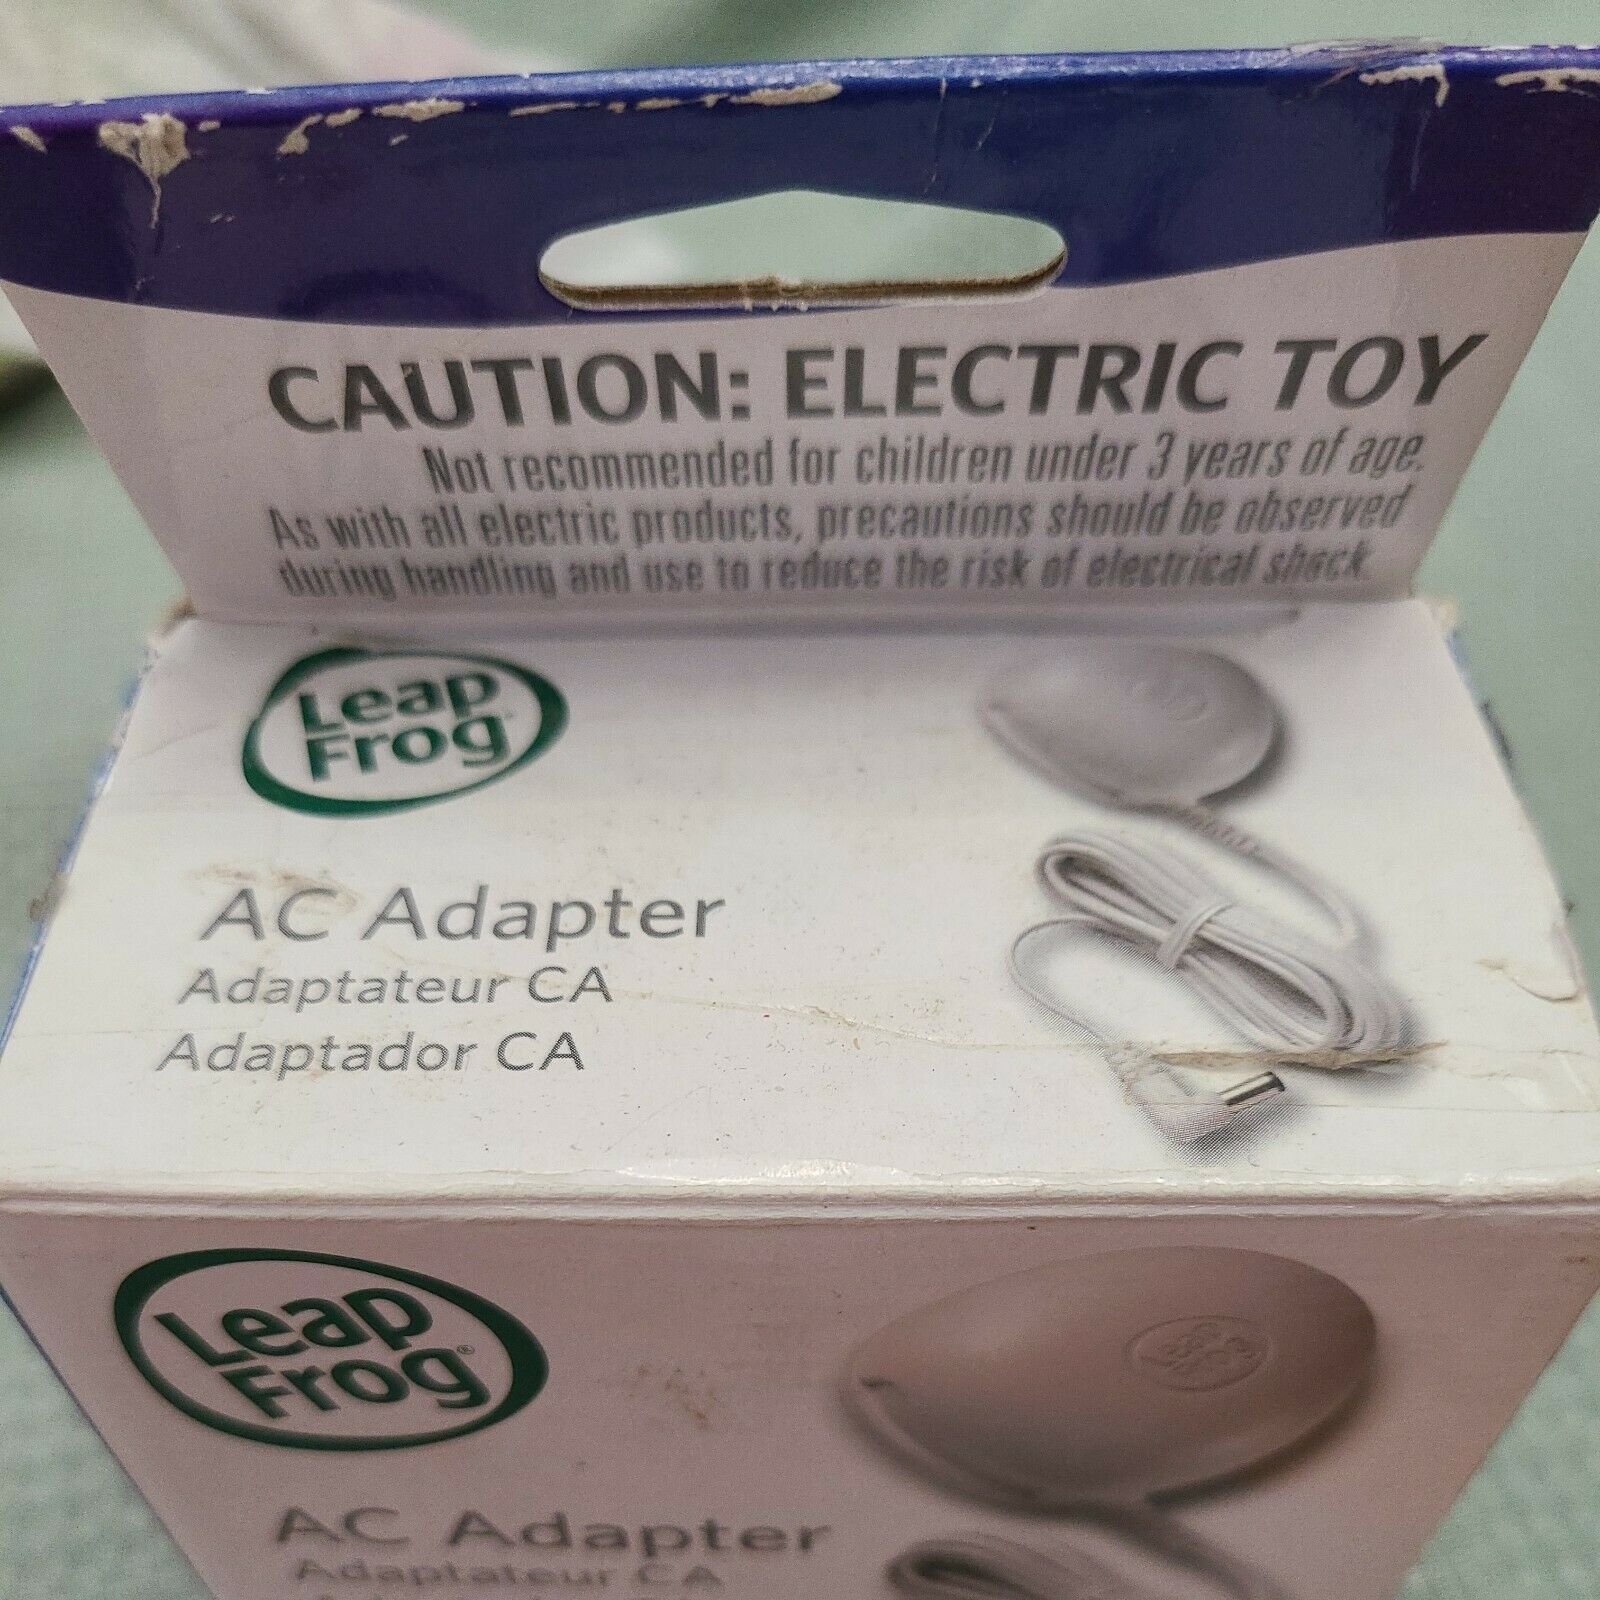 CAUTION: ELECTRIC TOY
Not recommended for children under 3 years of age.
As with all electric products, precautions should be observed
during handling and use to reduce the risk of electrical shock.
Leap
Frog
AC Adapter
Adaptateur CA
Adaptador CA
Leap
Frog®
AC Adapter
Adaptateur CA